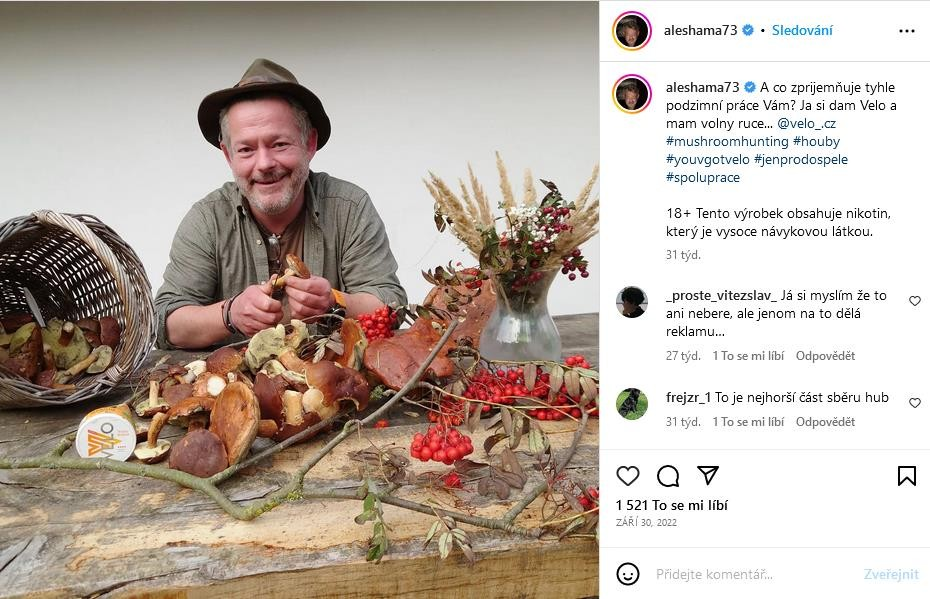 aleshama73 • Sledování
aleshama73 A co zprijemňuje tyhle
podzimní práce Vám? Ja si dam Velo a
mam volny ruce... @velo_.cz
#mushroomhunting #houby
#youvgotvelo #jenprodospele
#spoluprace
18+ Tento výrobek obsahuje nikotin,
který je vysoce návykovou látkou.
31 týd.
_proste_vitezslav_ Já si myslím že to
ani nebere, ale jenom na to dělá
reklamu...
27 týd. 1 To se mi líbí Odpovědět
frejzr_1 To je nejhorší část sběru hub
31 týd. 1 To se mi líbí Odpovědět
1 521 To se mi líbí
ZÁŘÍ 30, 2022
Přidejte komentář... Zveřejnit
VELO